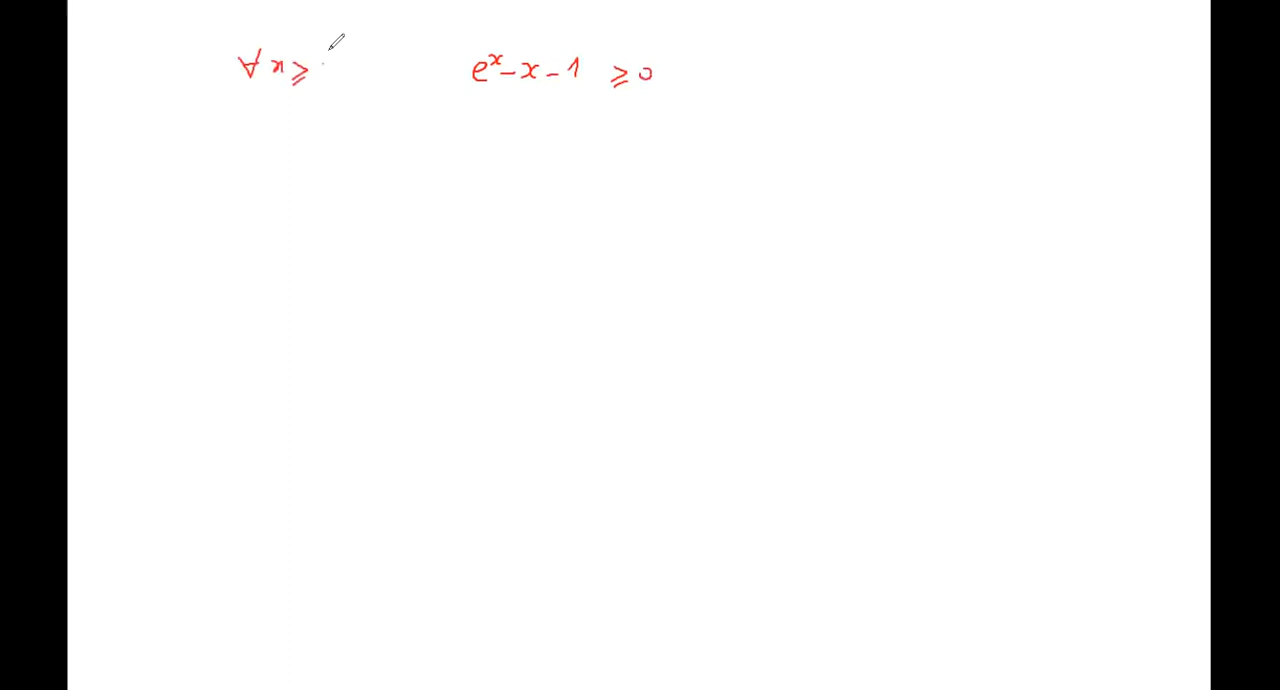 ∀ x ⩾ eˣ - x - 1 ⩾ 0